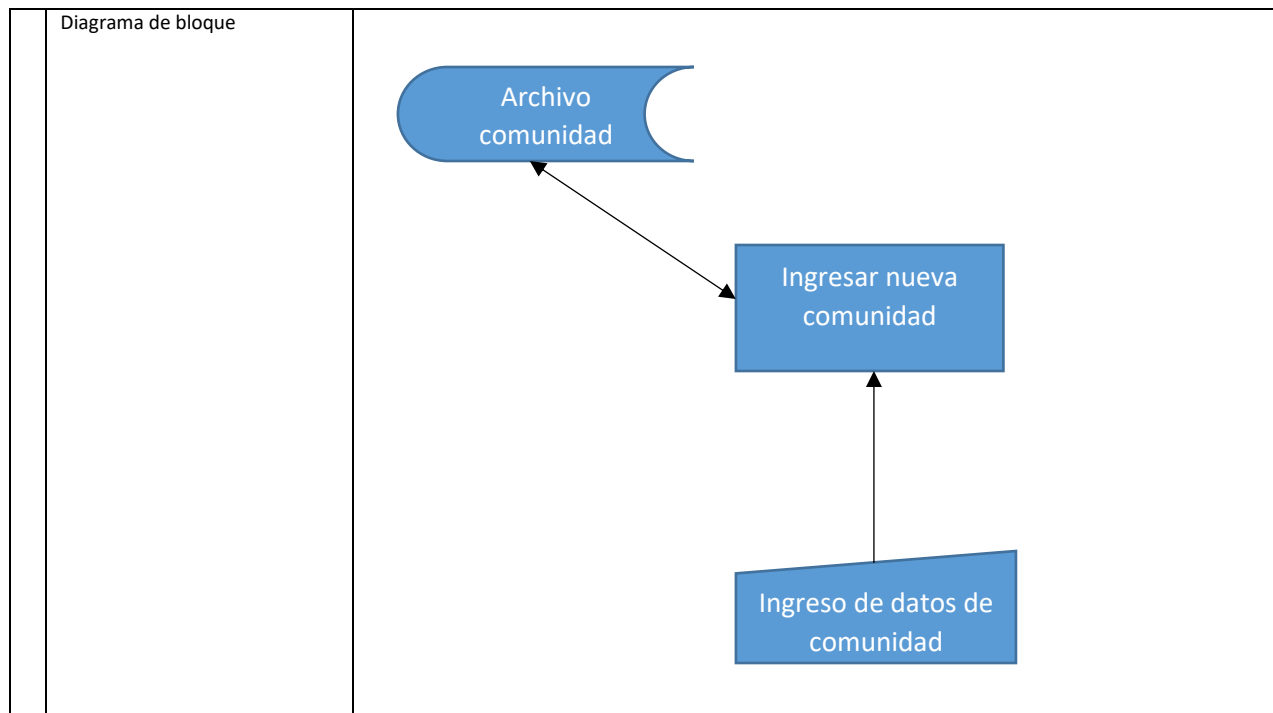 Diagrama de bloque
Archivo
comunidad
Ingresar nueva
comunidad
Ingreso de datos de
comunidad